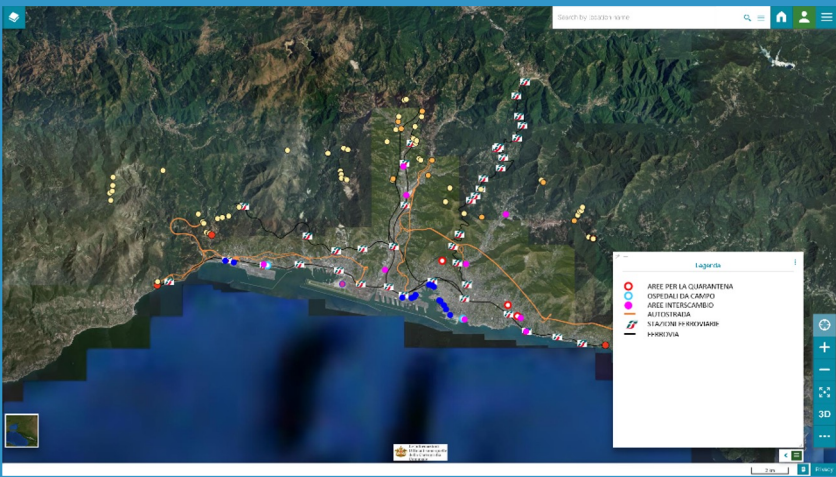 Search by location name
Legenda
AREE PER LA QUARANTENA
OSPEDALI DA CAMPO
AREE INTERSCAMBIO
AUTOSTRADA
STAZIONI FERROVIARIE
FERROVIA
3D
Privacy